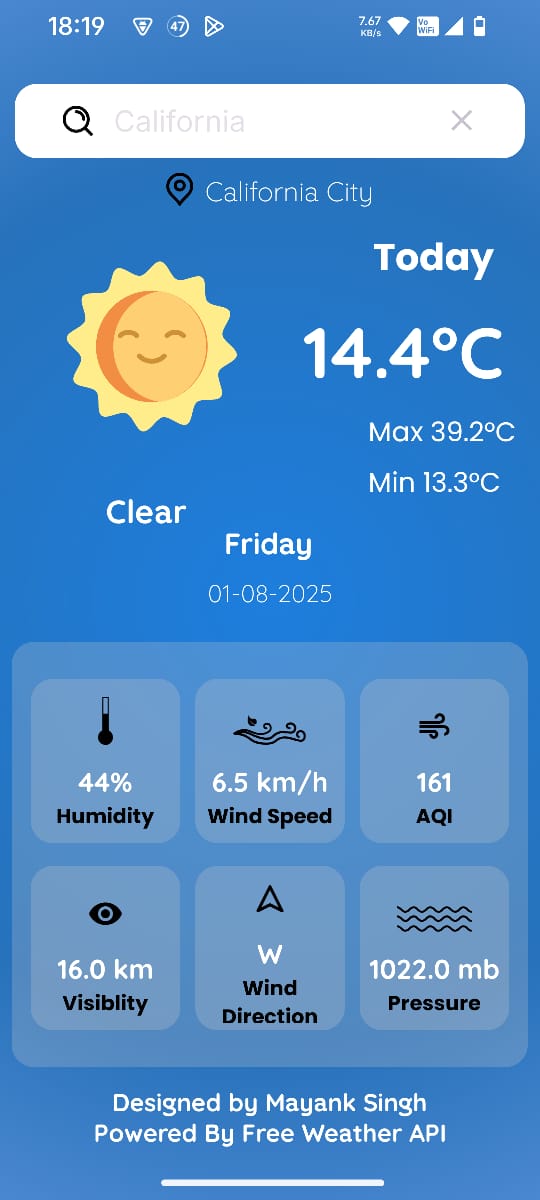 18:19
47
7.67
KB/s
Vo
WiFi
California
California City
Today
14.4°C
Max 39.2°C
Min 13.3°C
Clear
Friday
01-08-2025
44%
Humidity
6.5 km/h
Wind Speed
161
AQI
16.0 km
Visiblity
W
Wind
Direction
1022.0 mb
Pressure
Designed by Mayank Singh
Powered By Free Weather API